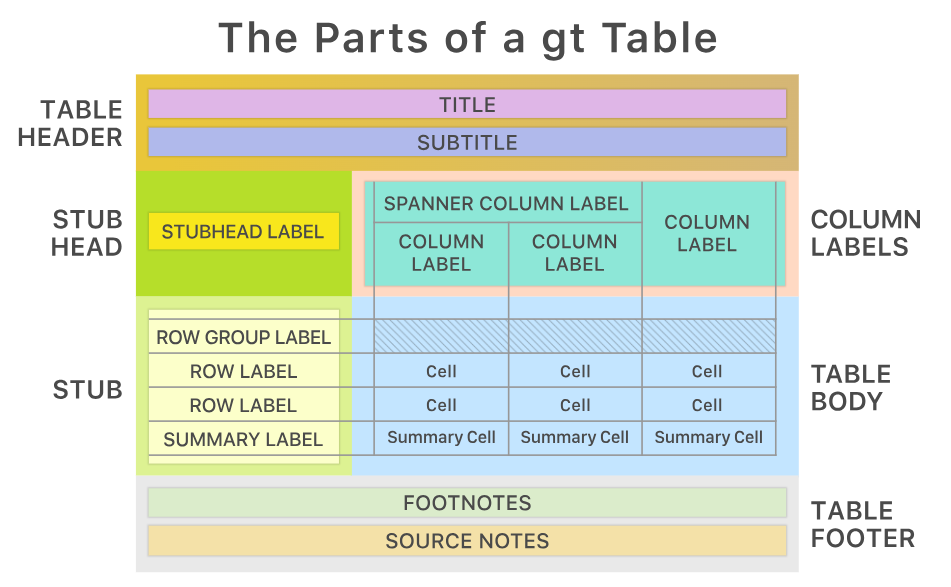 The Parts of a gt Table
TABLE
HEADER
TITLE
SUBTITLE
STUB
HEAD
STUBHEAD LABEL
SPANNER COLUMN LABEL
COLUMN
LABEL
COLUMN
LABEL
COLUMN
LABEL
COLUMN
LABELS
STUB
ROW GROUP LABEL
ROW LABEL
Cell
Cell
Cell
ROW LABEL
Cell
Cell
Cell
SUMMARY LABEL
Summary Cell
Summary Cell
Summary Cell
TABLE
BODY
FOOTNOTES
SOURCE NOTES
TABLE
FOOTER